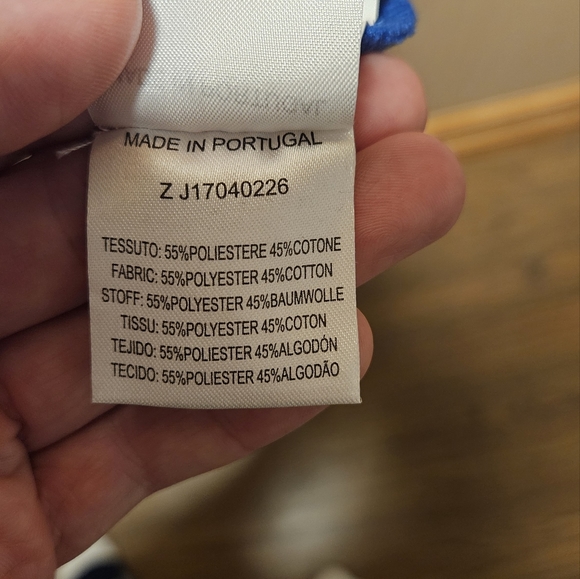 MADE IN PORTUGAL
Z J17040226
TESSUTO: 55%POLIESTERE 45%COTONE
FABRIC: 55%POLYESTER 45%COTTON
STOFF: 55%POLYESTER 45%BAUMWOLLE
TISSU: 55%POLYESTER 45%COTON
TEJIDO: 55%POLIESTER 45%ALGODÓN
TECIDO: 55%POLIESTER 45%ALGODÃO